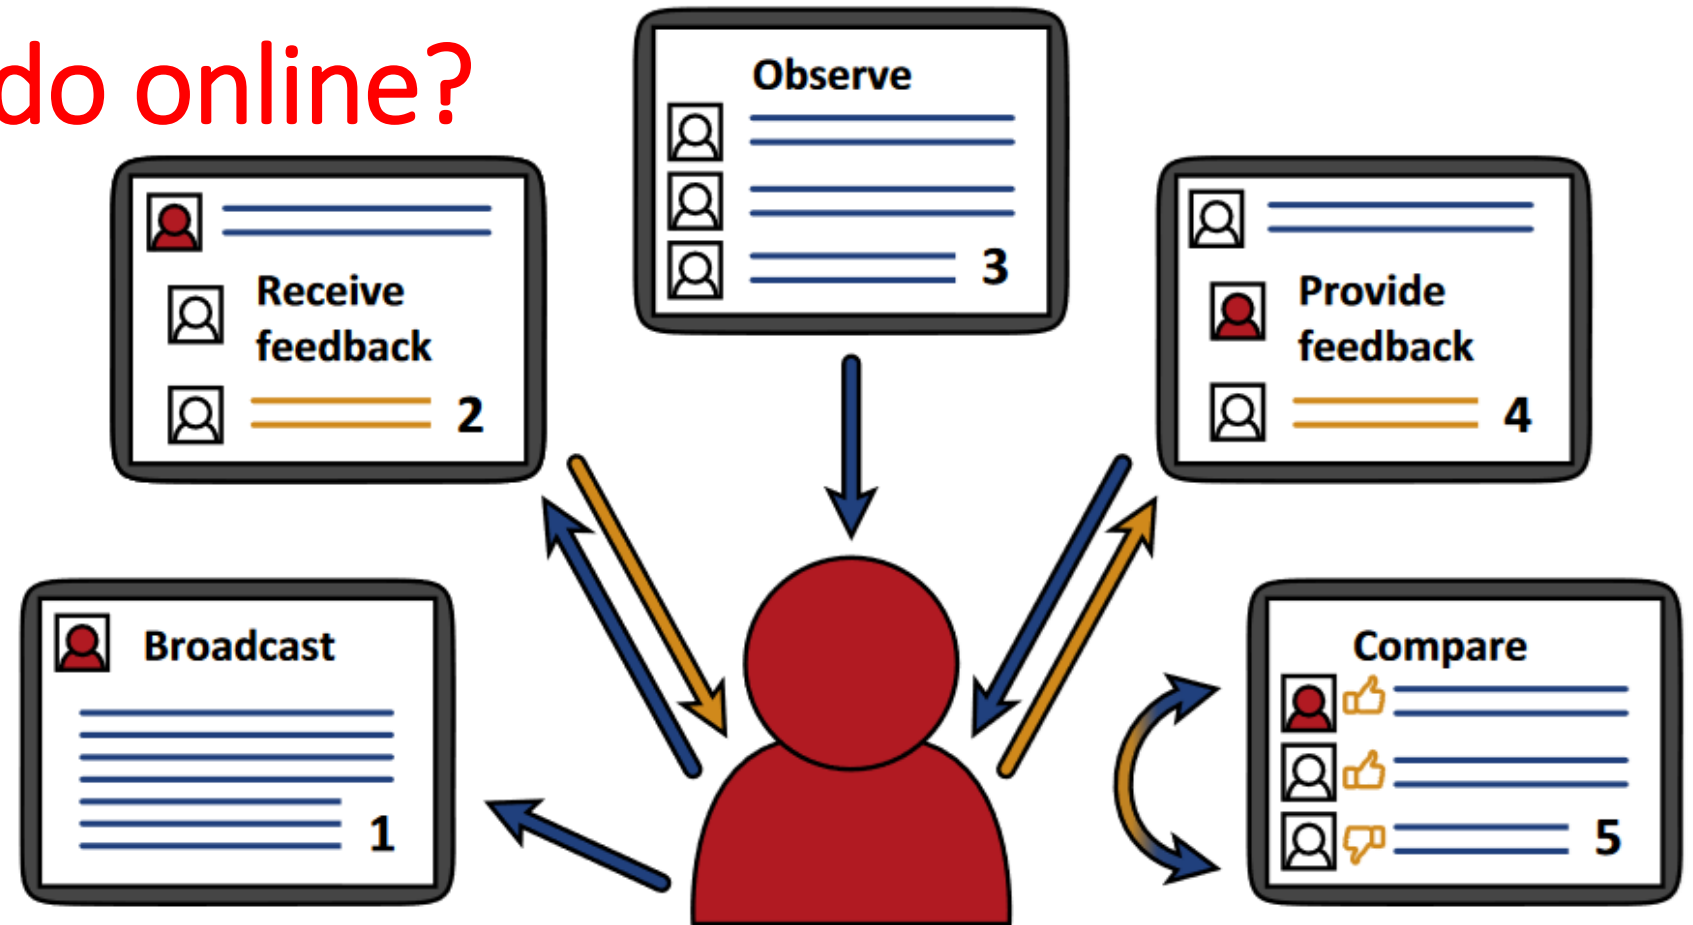 do online?
Observe
3
Receive
feedback
2
Provide
feedback
4
Broadcast
1
Compare
5